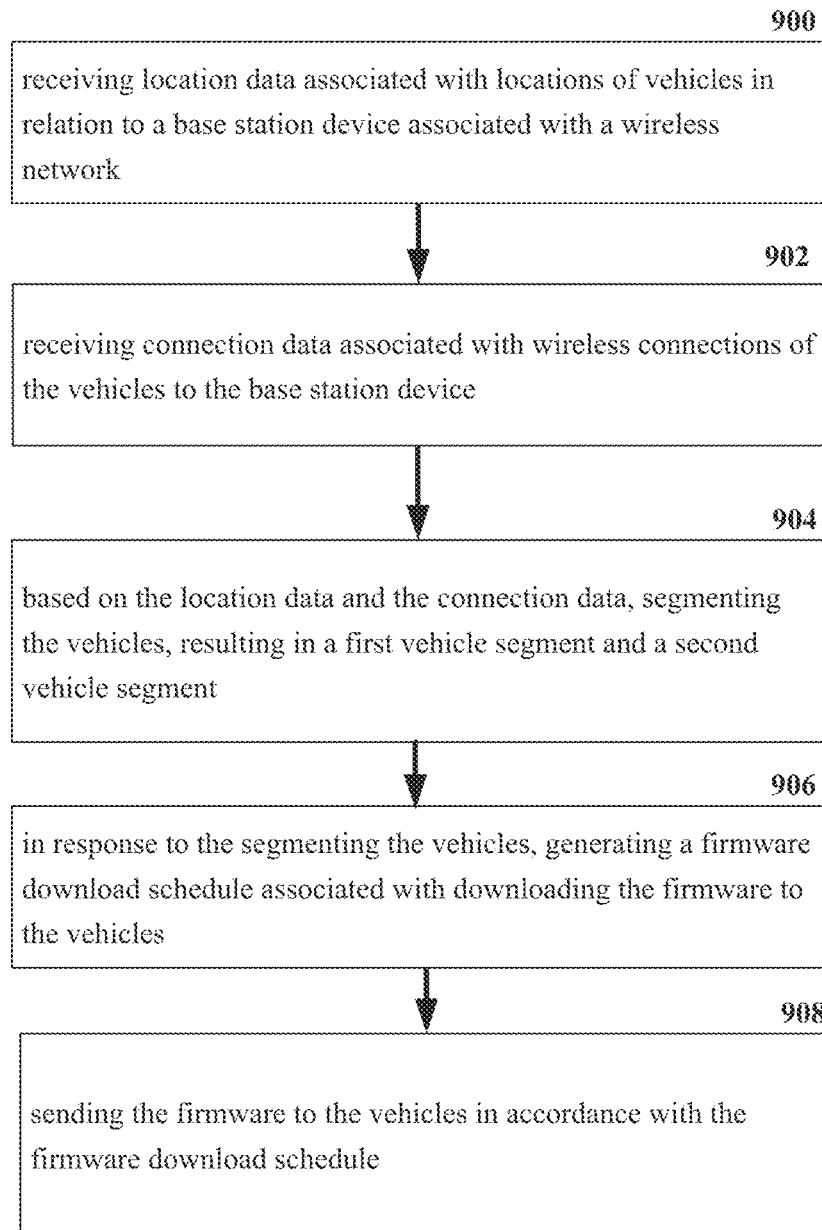 900
receiving location data associated with locations of vehicles in
relation to a base station device associated with a wireless
network
902
receiving connection data associated with wireless connections of
the vehicles to the base station device
904
based on the location data and the connection data, segmenting
the vehicles, resulting in a first vehicle segment and a second
vehicle segment
906
in response to the segmenting the vehicles, generating a firmware
download schedule associated with downloading the firmware to
the vehicles
908
sending the firmware to the vehicles in accordance with the
firmware download schedule